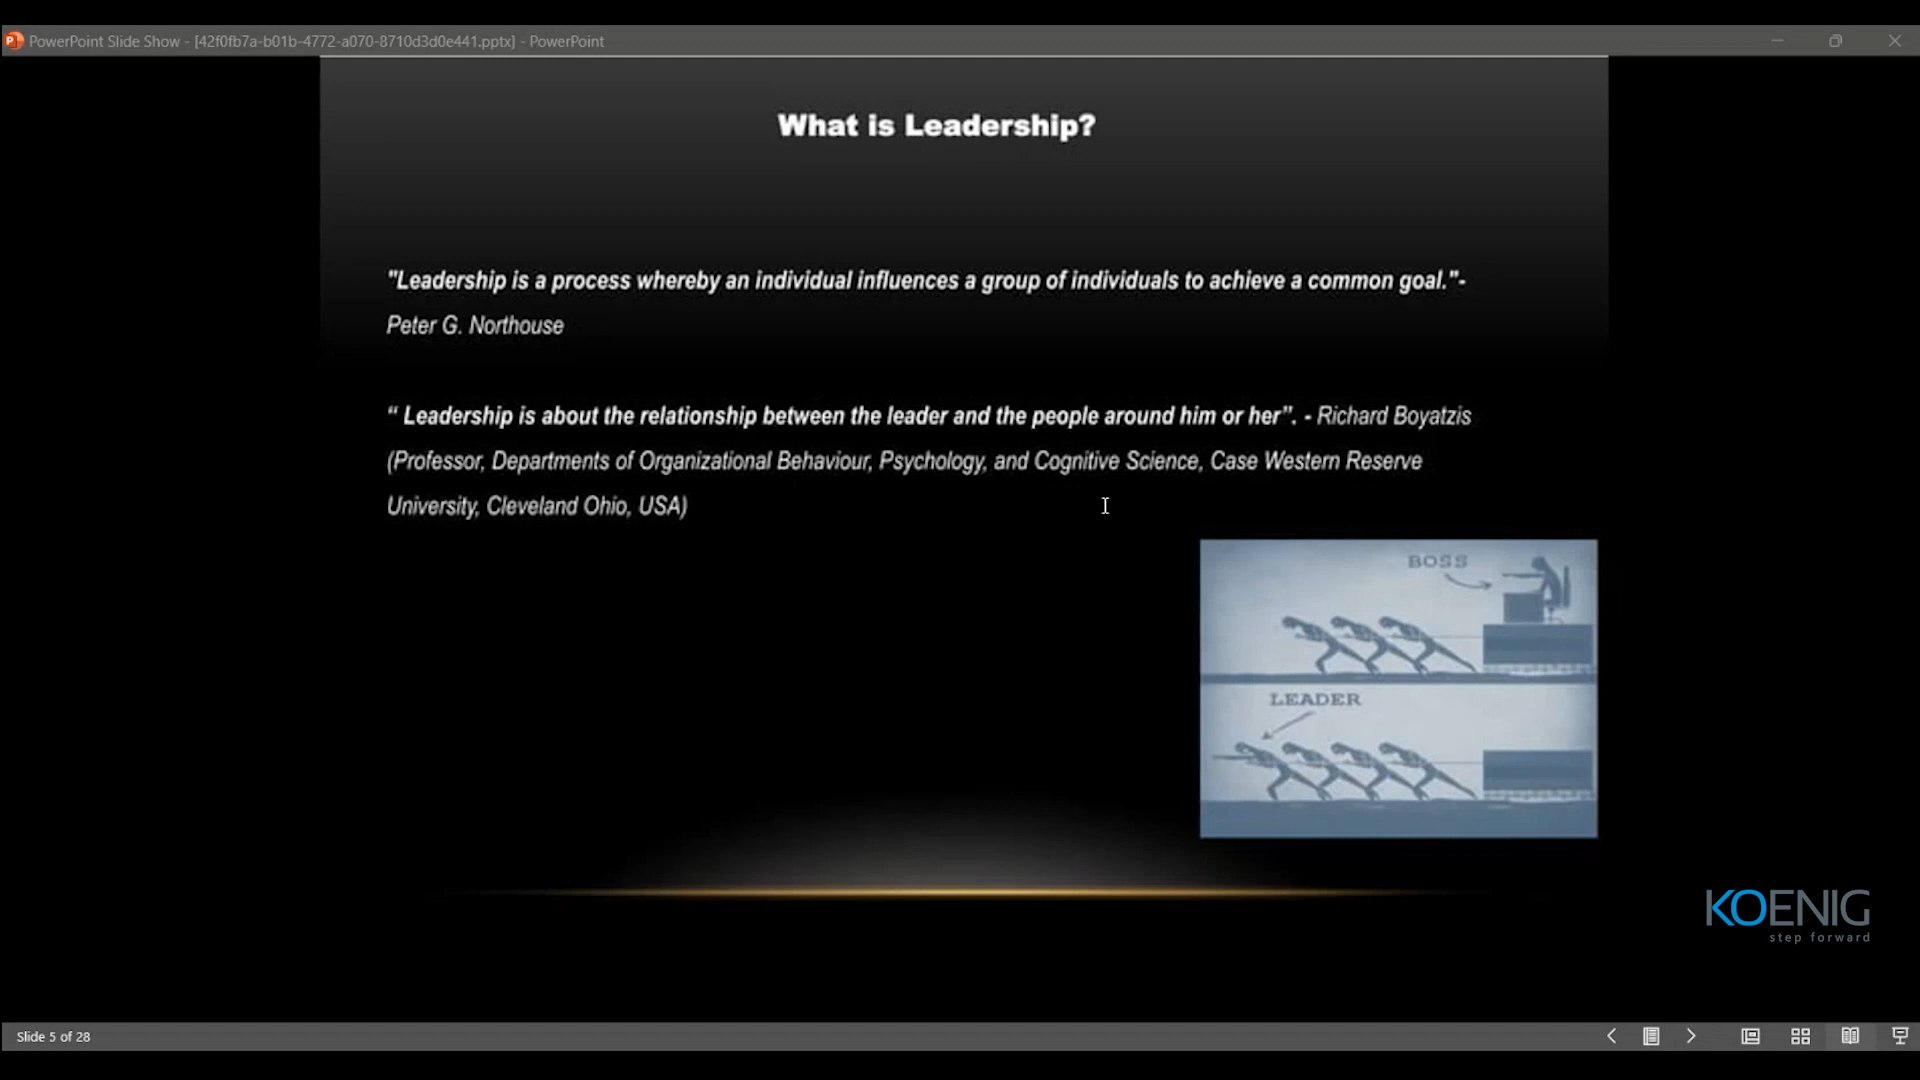 PowerPoint Slide Show - [42f0fb7a-b01b-4772-a070-8710d3d0e441.pptx] - PowerPoint
What is Leadership?
"Leadership is a process whereby an individual influences a group of individuals to achieve a common goal."-
Peter G. Northouse
“ Leadership is about the relationship between the leader and the people around him or her”. - Richard Boyatzis
(Professor, Departments of Organizational Behaviour, Psychology, and Cognitive Science, Case Western Reserve
University, Cleveland Ohio, USA)
BOSS
LEADER
KOENIG
step forward
Slide 5 of 28